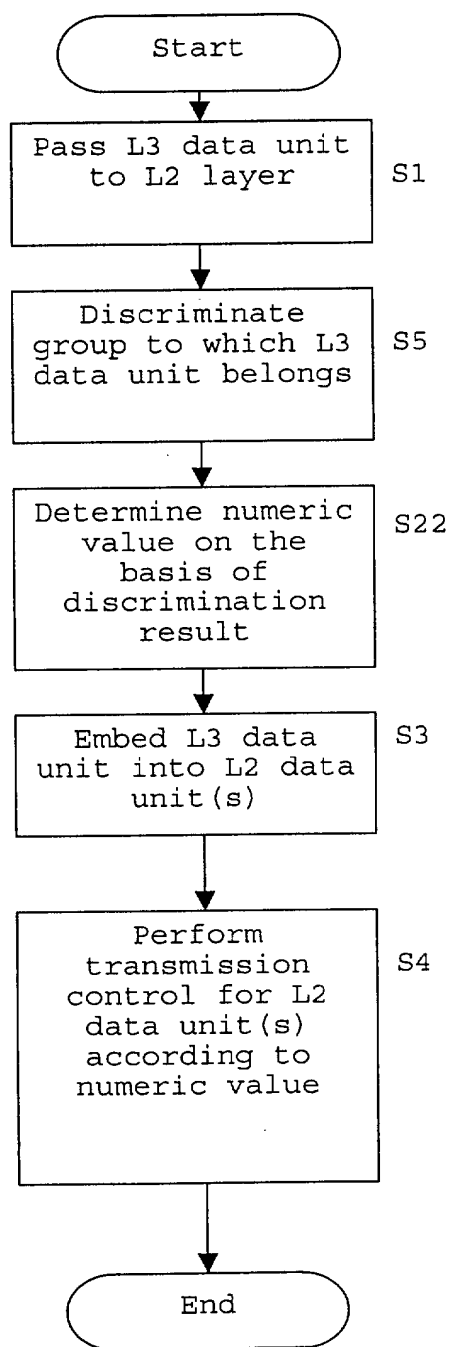 Start
Pass L3 data unit
to L2 layer
S1
Discriminate
group to which L3
data unit belongs
S5
Determine numeric
value on the
basis of
discrimination
result
S22
Embed L3 data
unit into L2 data
unit(s)
S3
Perform
transmission
control for L2
data unit(s)
according to
numeric value
S4
End